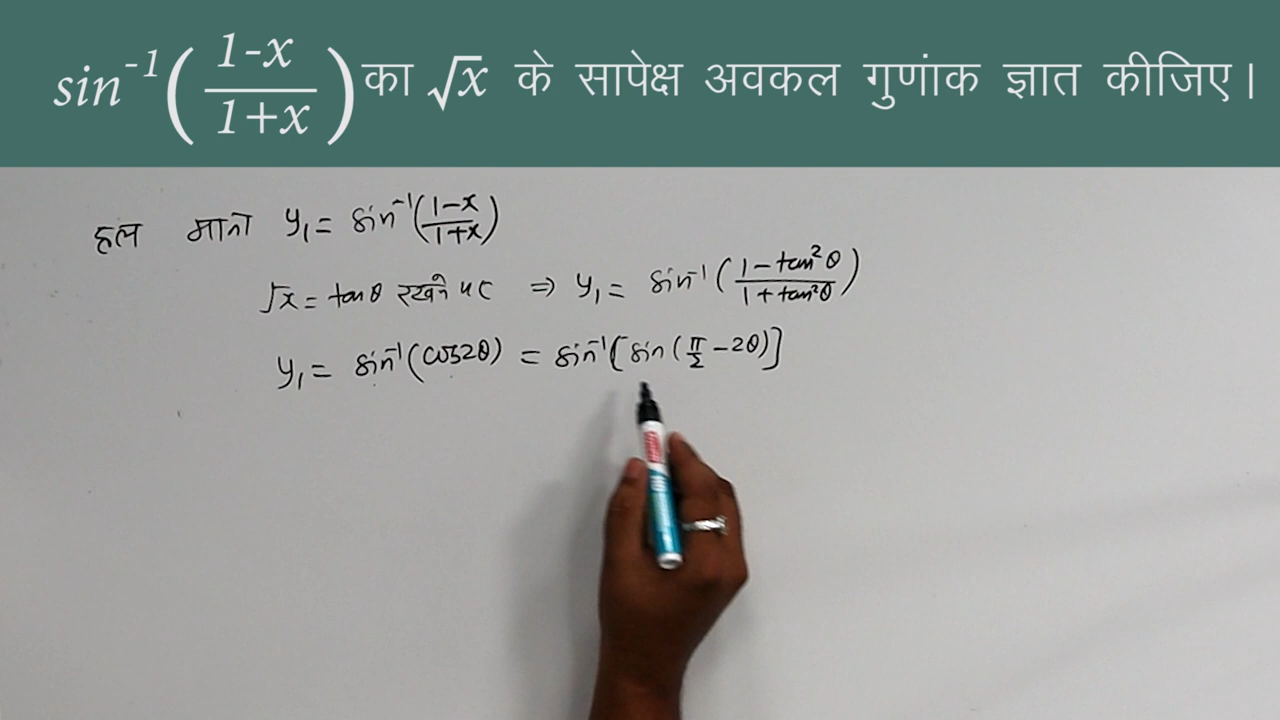 sin⁻¹(1-x/1+x) का √x के सापेक्ष अवकल गुणांक ज्ञात कीजिए।
हल माना y₁ = sin⁻¹(1-x/1+x)
√x = tanθ रखने पर ⇒ y₁ = sin⁻¹(1-tan²θ/1+tan²θ)
y₁ = sin⁻¹(cos2θ) = sin⁻¹[sin(π/2-2θ)]